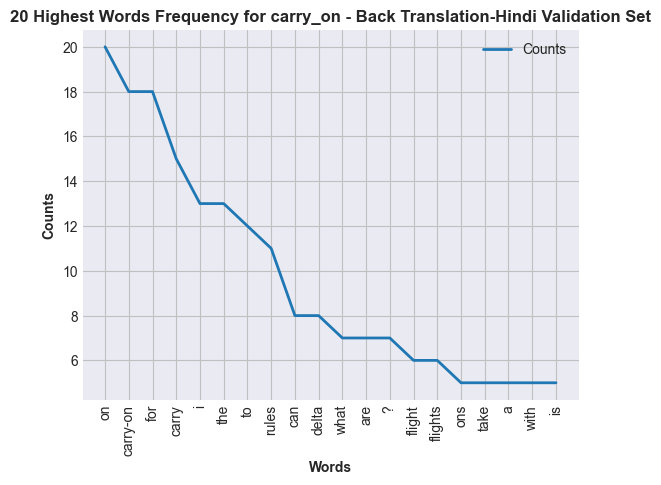 20 Highest Words Frequency for carry_on - Back Translation-Hindi Validation Set
Counts
20
18
16
14
12
10
8
6
Counts
on
carry-on
for
carry
i
the
to
rules
can
delta
what
are
?
flight
flights
ons
take
a
with
is
Words